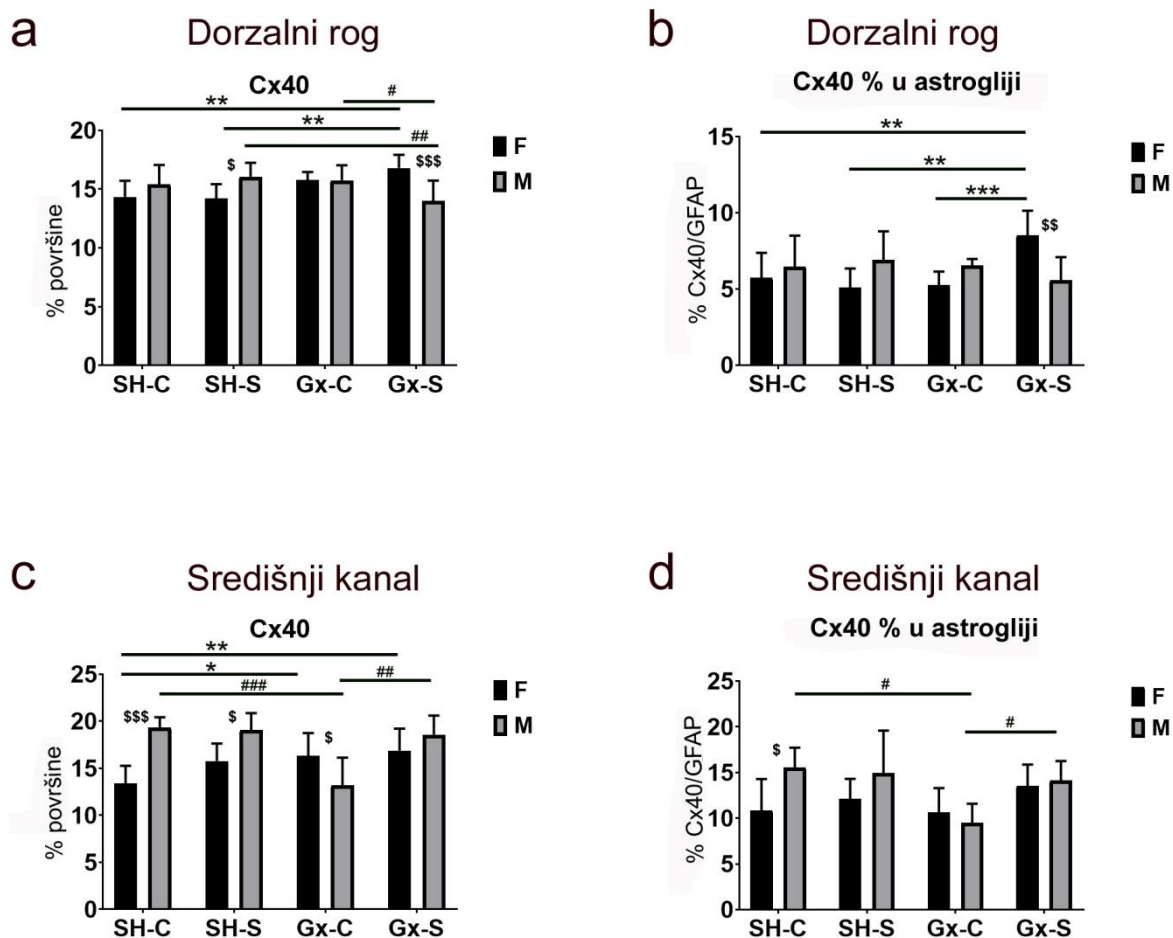 a Dorzalni rog
Cx40
#
**
**
##
$
$$$
% površine
20
15
10
5
0
SH-C SH-S Gx-C Gx-S
F
M
b Dorzalni rog
Cx40 % u astrogliji
**
**
***
$$
% Cx40/GFAP
15
10
5
0
SH-C SH-S Gx-C Gx-S
F
M
c Središnji kanal
Cx40
**
*
##
###
$$$
$
$
% površine
25
20
15
10
5
0
SH-C SH-S Gx-C Gx-S
F
M
d Središnji kanal
Cx40 % u astrogliji
#
#
$
% Cx40/GFAP
25
20
15
10
5
0
SH-C SH-S Gx-C Gx-S
F
M